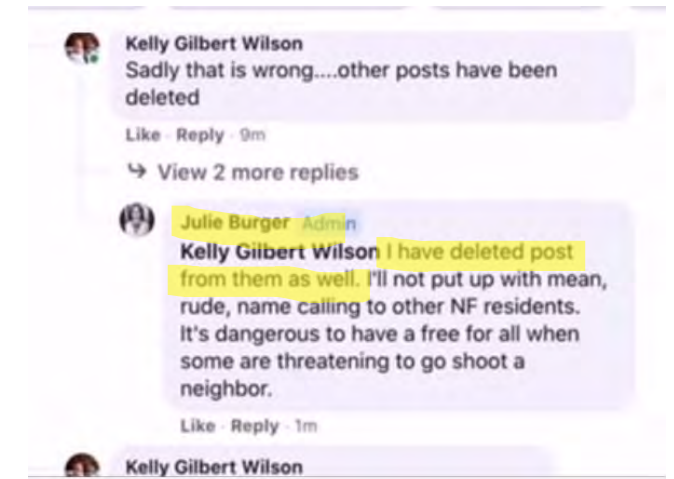 Kelly Gilbert Wilson
Sadly that is wrong....other posts have been
deleted
Like · Reply · 9m
↪ View 2 more replies
Julie Burger Admin
Kelly Gilbert Wilson I have deleted post
from them as well. I'll not put up with mean,
rude, name calling to other NF residents.
It's dangerous to have a free for all when
some are threatening to go shoot a
neighbor.
Like · Reply · 1m
Kelly Gilbert Wilson